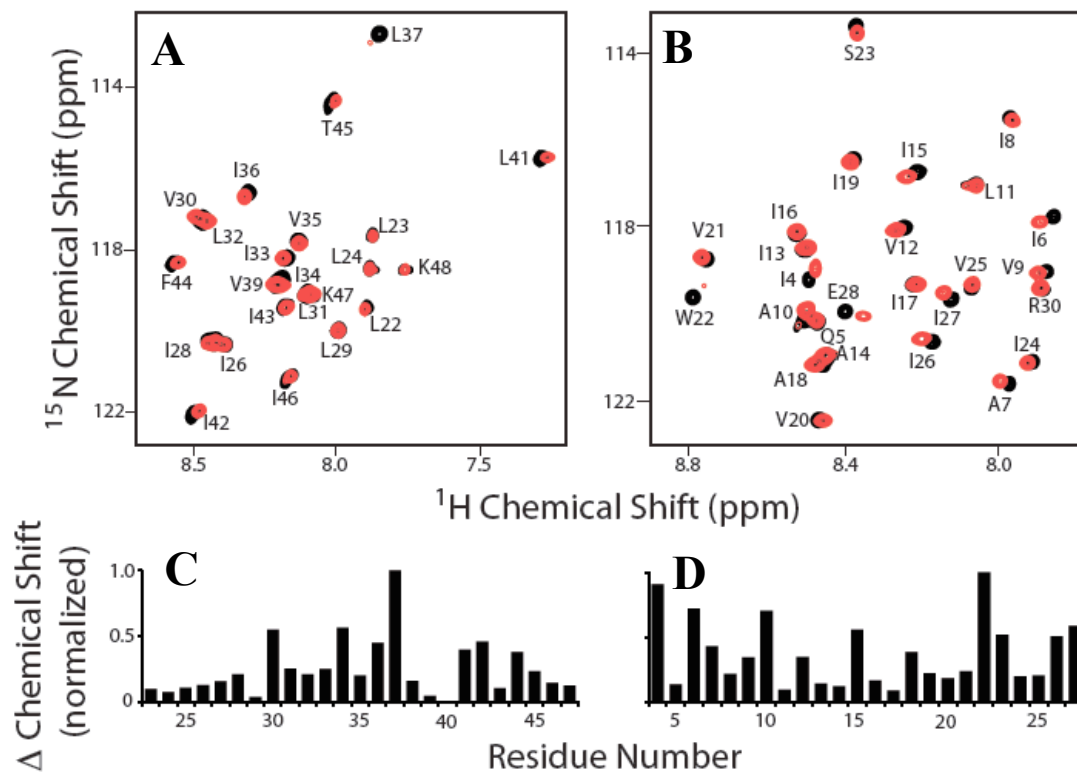 A
L37
114
T45
L41
I36
V30
L32
V35
L23
118
I33
L24
I34
K48
F44
V39
K47
L31
L22
I43
L29
I28
I26
I46
122
I42
8.5
8.0
7.5
15N Chemical Shift (ppm)
B
114
S23
I8
I15
I19
L11
118
V21
I16
V12
I6
I13
I4
V25
V9
W22
E28
I17
I27
R30
A10
Q5
A14
I26
I24
A18
A7
122
V20
8.8
8.4
8.0
1H Chemical Shift (ppm)
Δ Chemical Shift
(normalized)
C
1.0
0.5
0
25
30
35
40
45
D
5
10
15
20
25
Residue Number